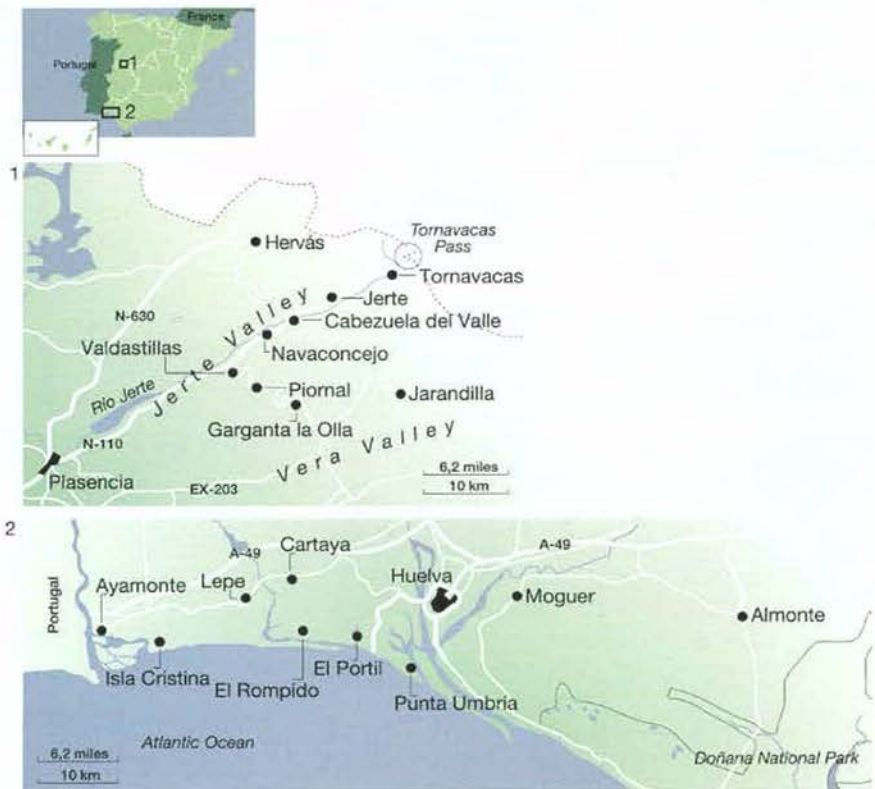 France
Portugal
1
2
1
Hervás
Tornavacas
Pass
Tornavacas
Jerte
Cabezuela del Valle
Navaconcejo
N-630
Jerte Valley
Valdastillas
Río Jerte
Piornal
Jarandilla
Garganta la Olla
N-110
Vera Valley
Plasencia
EX-203
6,2 miles
10 km
2
Portugal
A-49
A-49
Cartaya
Huelva
Ayamonte
Lepe
Moguer
Almonte
Isla Cristina
El Rompido
El Portil
Punta Umbria
Atlantic Ocean
Doñana National Park
6,2 miles
10 km